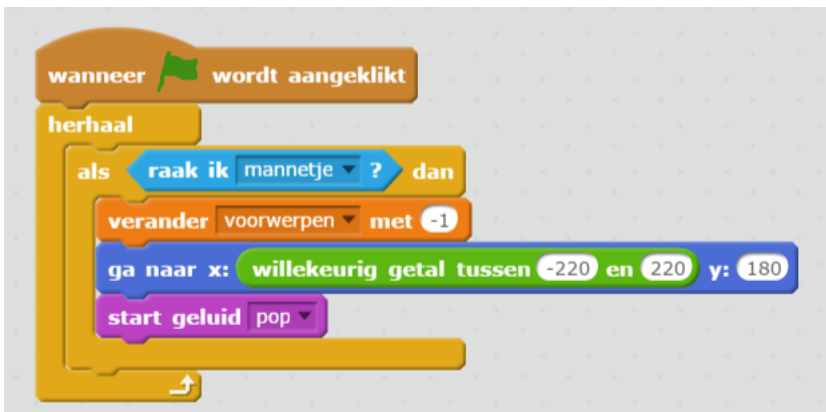 wanneer wordt aangeklikt
herhaal
als raak ik mannetje ? dan
verander voorwerpen met -1
ga naar x: willekeurig getal tussen -220 en 220 y: 180
start geluid pop